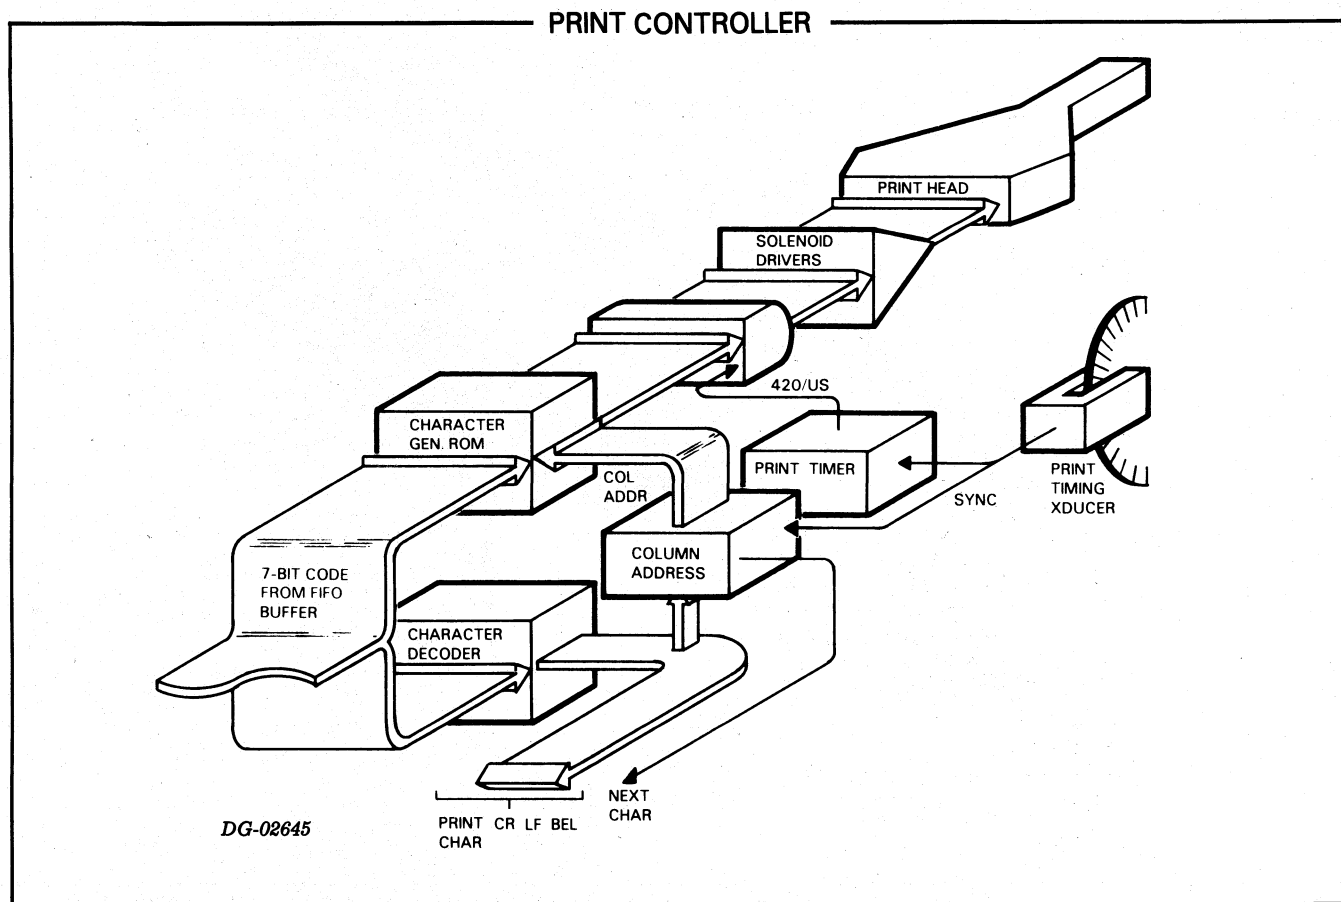 PRINT CONTROLLER
PRINT HEAD
SOLENOID
DRIVERS
420/US
CHARACTER
GEN. ROM
PRINT TIMER
COL
ADDR
SYNC
PRINT
TIMING
XDUCER
COLUMN
ADDRESS
7-BIT CODE
FROM FIFO
BUFFER
CHARACTER
DECODER
NEXT
CHAR
PRINT CR LF BEL
CHAR
DG-02645